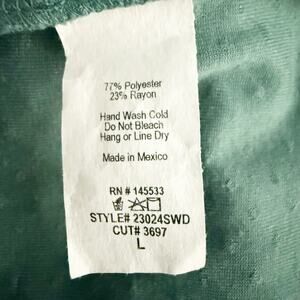 77% Polyester
23% Rayon
Hand Wash Cold
Do Not Bleach
Hang or Line Dry
Made in Mexico
RN # 145533
STYLE# 23024SWD
CUT# 3697
L